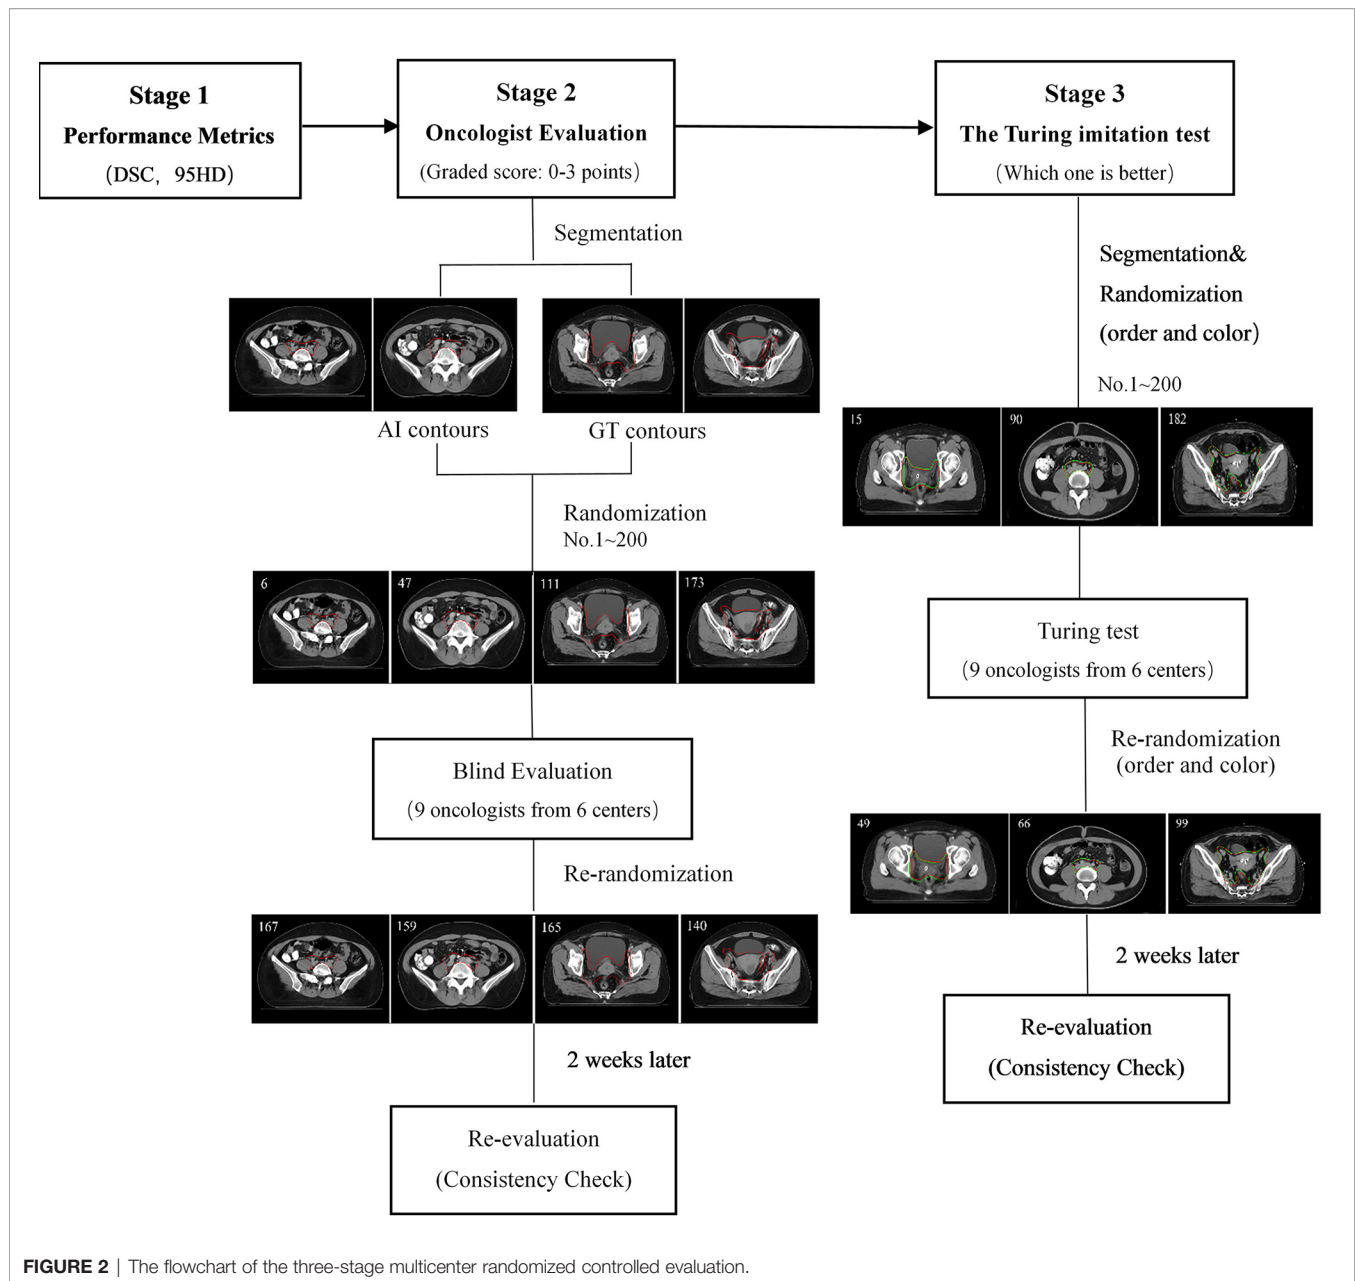 Stage 1
Performance Metrics
(DSC, 95HD)
Stage 2
Oncologist Evaluation
(Graded score: 0-3 points)
Stage 3
The Turing imitation test
(Which one is better)
Segmentation
AI contours
GT contours
Randomization
No.1~200
6
47
111
173
Blind Evaluation
(9 oncologists from 6 centers)
Re-randomization
167
159
165
140
2 weeks later
Re-evaluation
(Consistency Check)
Segmentation&
Randomization
(order and color)
No.1~200
15
90
182
Turing test
(9 oncologists from 6 centers)
Re-randomization
(order and color)
49
66
99
2 weeks later
Re-evaluation
(Consistency Check)
FIGURE 2 | The flowchart of the three-stage multicenter randomized controlled evaluation.